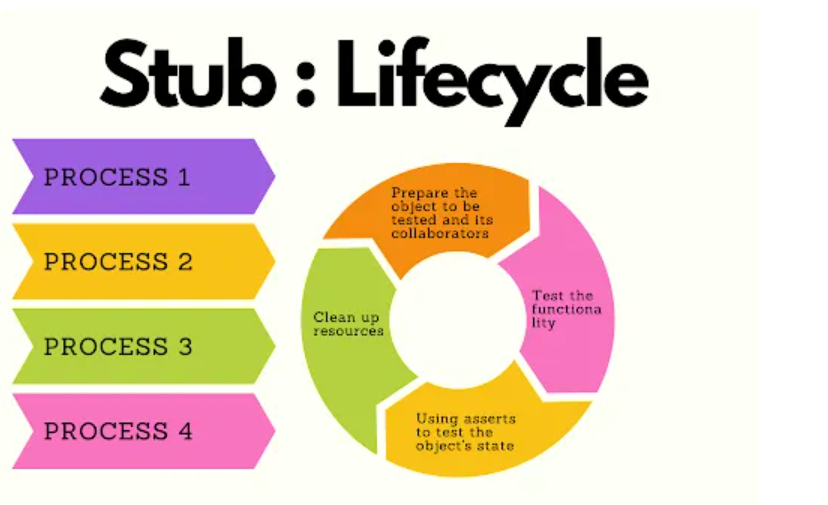 Stub : Lifecycle
PROCESS 1
PROCESS 2
PROCESS 3
PROCESS 4
Prepare the
object to be
tested and its
collaborators
Test the
functiona
lity
Using asserts
to test the
object's state
Clean up
resources